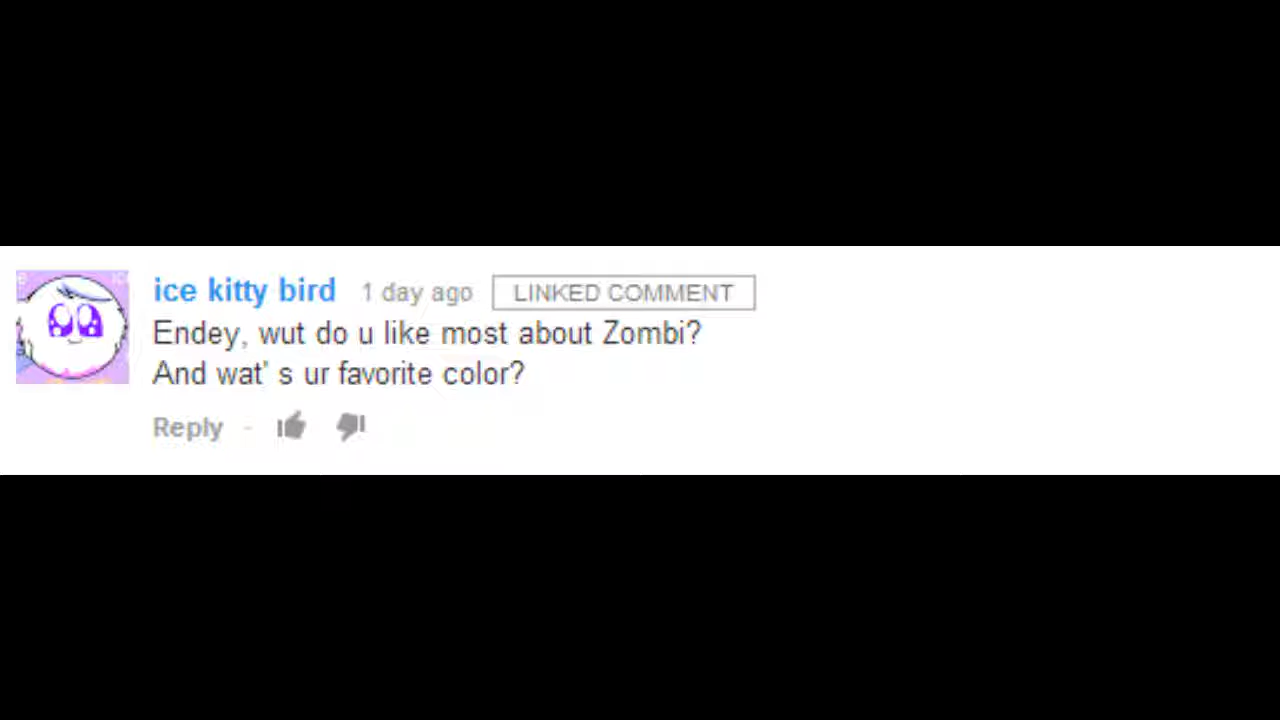 ice kitty bird 1 day ago LINKED COMMENT
Endey, wut do u like most about Zombi?
And wat' s ur favorite color?
Reply -